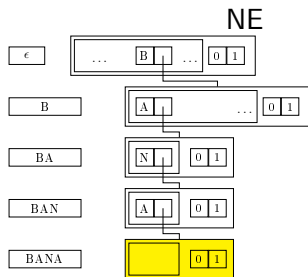 NE
ϵ ... B ... 0 1
B A ... 0 1
BA N 0 1
BAN A 0 1
BANA 0 1